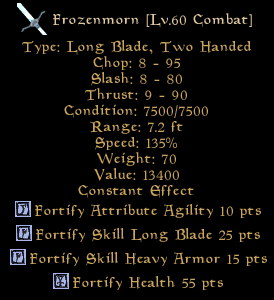 Frozenmorn [Lv.60 Combat]
Type: Long Blade, Two Handed
Chop: 8 - 95
Slash: 8 - 80
Thrust: 9 - 90
Condition: 7500/7500
Range: 7.2 ft
Speed: 135%
Weight: 70
Value: 13400
Constant Effect
Fortify Attribute Agility 10 pts
Fortify Skill Long Blade 25 pts
Fortify Skill Heavy Armor 15 pts
Fortify Health 55 pts